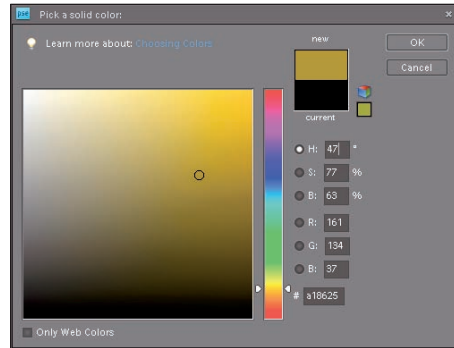 pse Pick a solid color:
Learn more about: Choosing Colors
new
OK
Cancel
current
H: 47 °
S: 77 %
B: 63 %
R: 161
G: 134
B: 37
# a18625
Only Web Colors